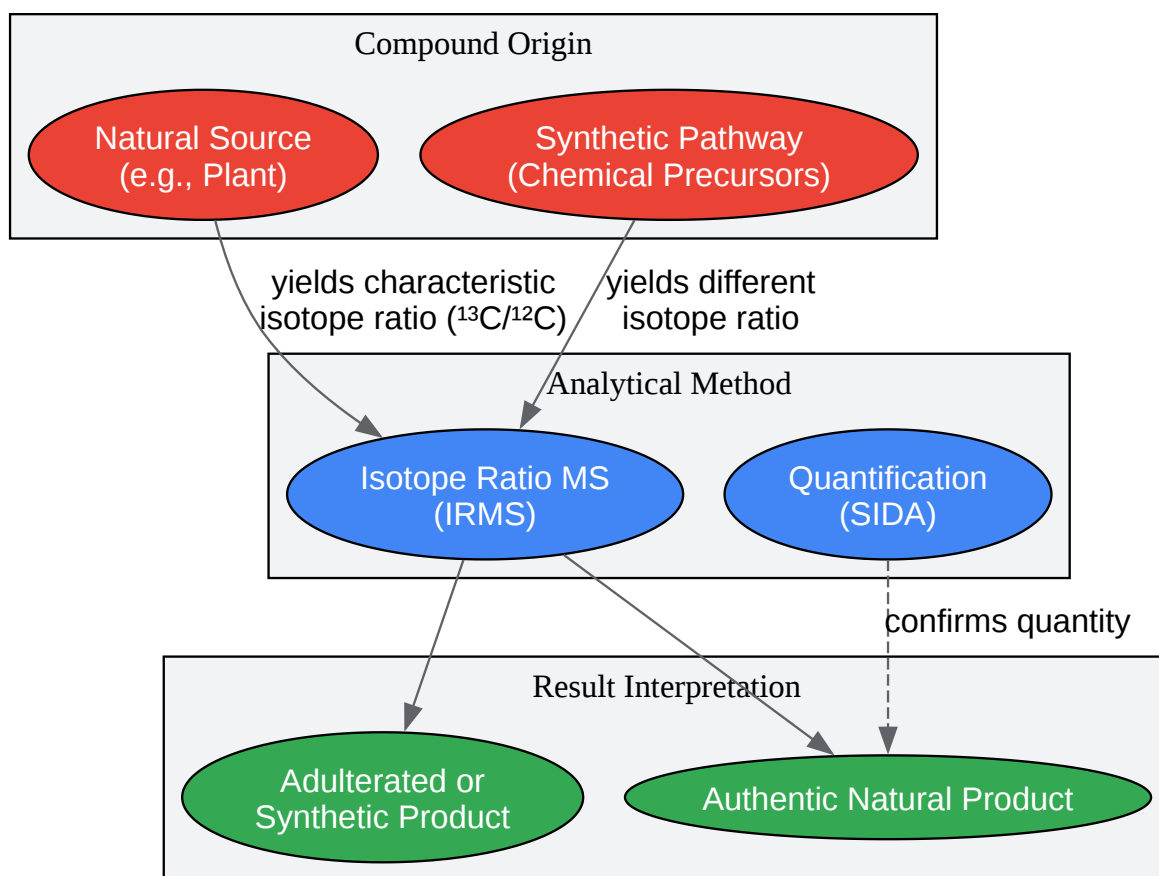 Compound Origin
Natural Source
(e.g., Plant)
Synthetic Pathway
(Chemical Precursors)
yields characteristic
isotope ratio (¹³C/¹²C)
yields different
isotope ratio
Analytical Method
Isotope Ratio MS
(IRMS)
Quantification
(SIDA)
confirms quantity
Result Interpretation
Adulterated or
Synthetic Product
Authentic Natural Product